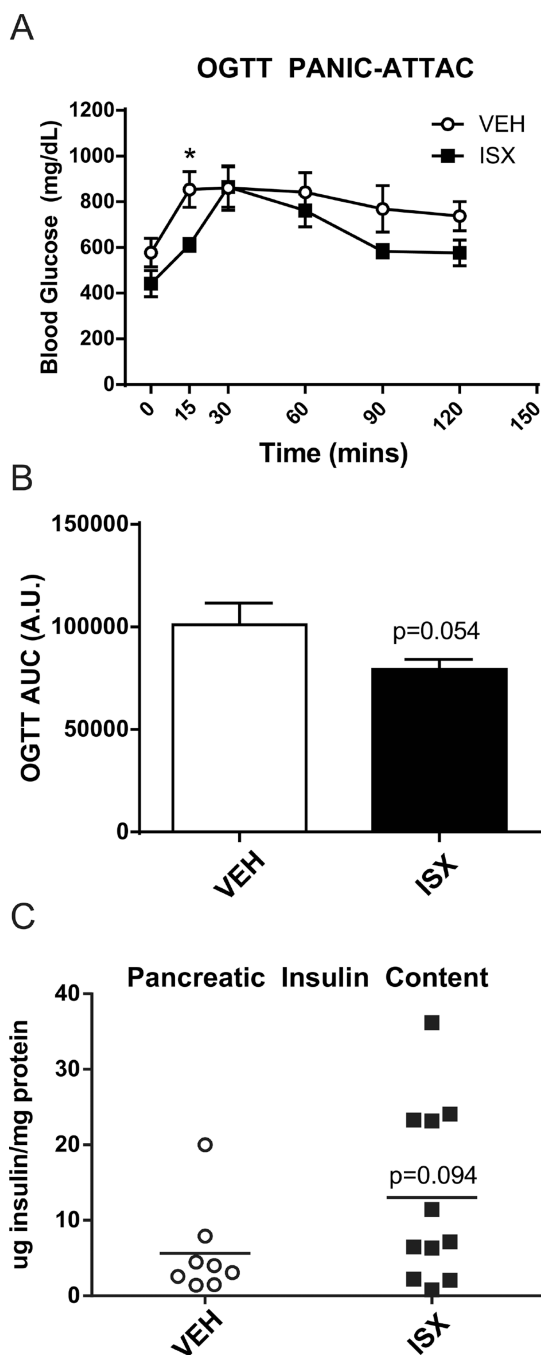 A
OGTT PANIC-ATTAC
1200
1000
800
600
400
200
0
Blood Glucose (mg/dL)
*
VEH
ISX
0
15
30
60
90
120
150
Time (mins)
B
150000
100000
50000
0
OGTT AUC (A.U.)
p=0.054
VEH
ISX
C
Pancreatic Insulin Content
40
30
20
10
0
ug insulin/mg protein
p=0.094
VEH
ISX